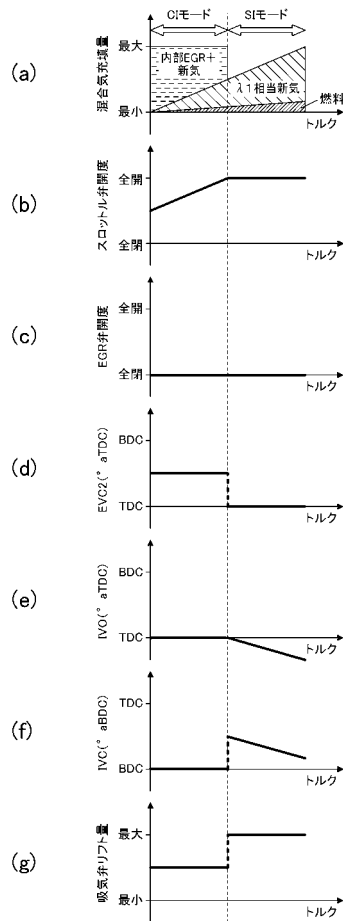 CIモード
SIモード
(a)
混合気充填量
最大
最小
内部EGR+
新気
λ1相当新気
燃料
トルク
(b)
スロットル弁開度
全開
全閉
トルク
(c)
EGR弁開度
全開
全閉
トルク
(d)
EVC2(°aTDC)
BDC
TDC
トルク
(e)
IVO(°aTDC)
BDC
TDC
トルク
(f)
IVC(°aBDC)
TDC
BDC
トルク
(g)
吸気弁リフト量
最大
最小
トルク